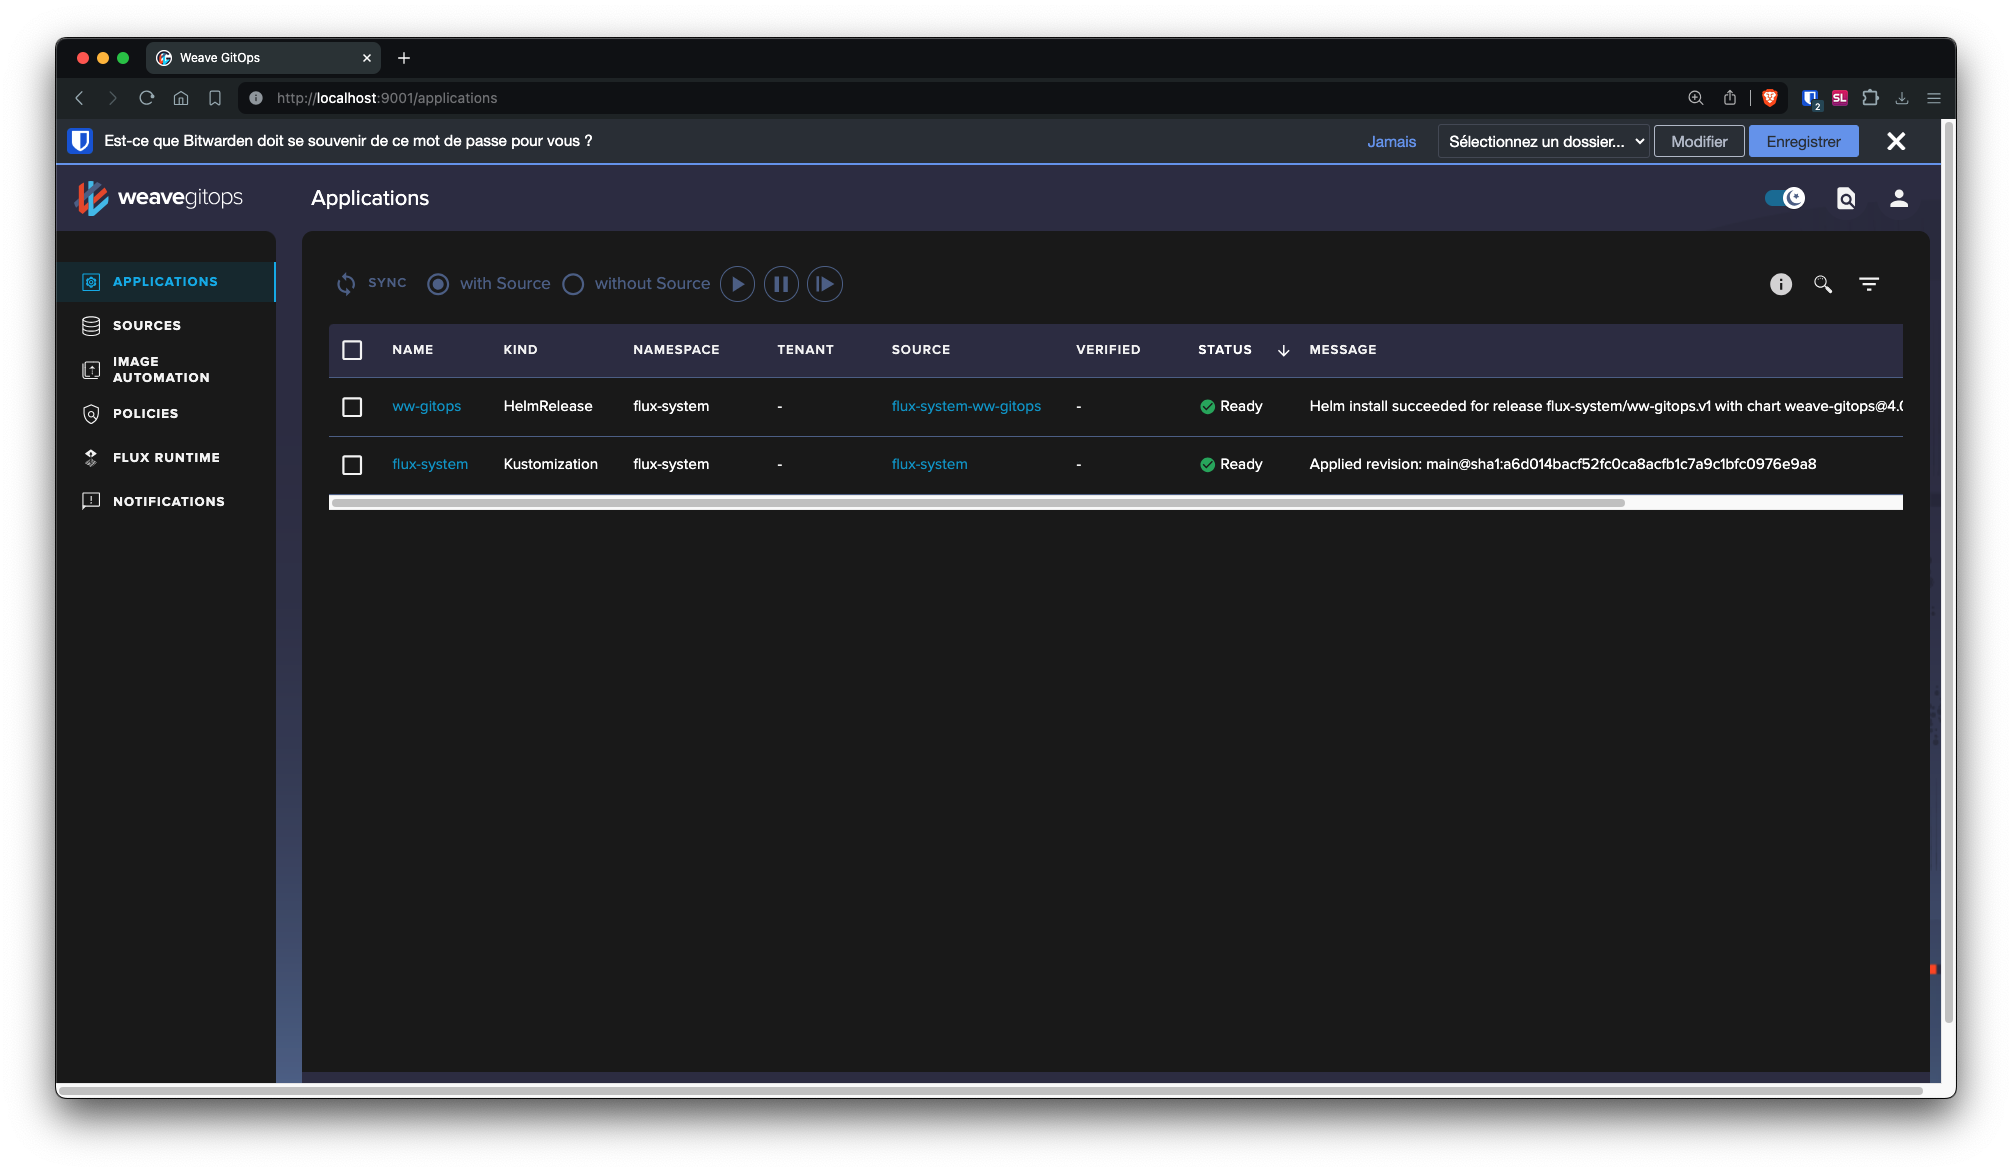 Weave GitOps
http://localhost:9001/applications
2
SL
Est-ce que Bitwarden doit se souvenir de ce mot de passe pour vous ?
Jamais
Sélectionnez un dossier...
Modifier
Enregistrer
weavegitops
Applications
APPLICATIONS
SOURCES
IMAGE
AUTOMATION
POLICIES
FLUX RUNTIME
NOTIFICATIONS
SYNC with Source without Source
NAME KIND NAMESPACE TENANT SOURCE VERIFIED STATUS MESSAGE
ww-gitops HelmRelease flux-system - flux-system-ww-gitops - Ready Helm install succeeded for release flux-system/ww-gitops.v1 with chart weave-gitops@4.0
flux-system Kustomization flux-system - flux-system - Ready Applied revision: main@sha1:a6d014bacf52fc0ca8acfb1c7a9c1bfc0976e9a8